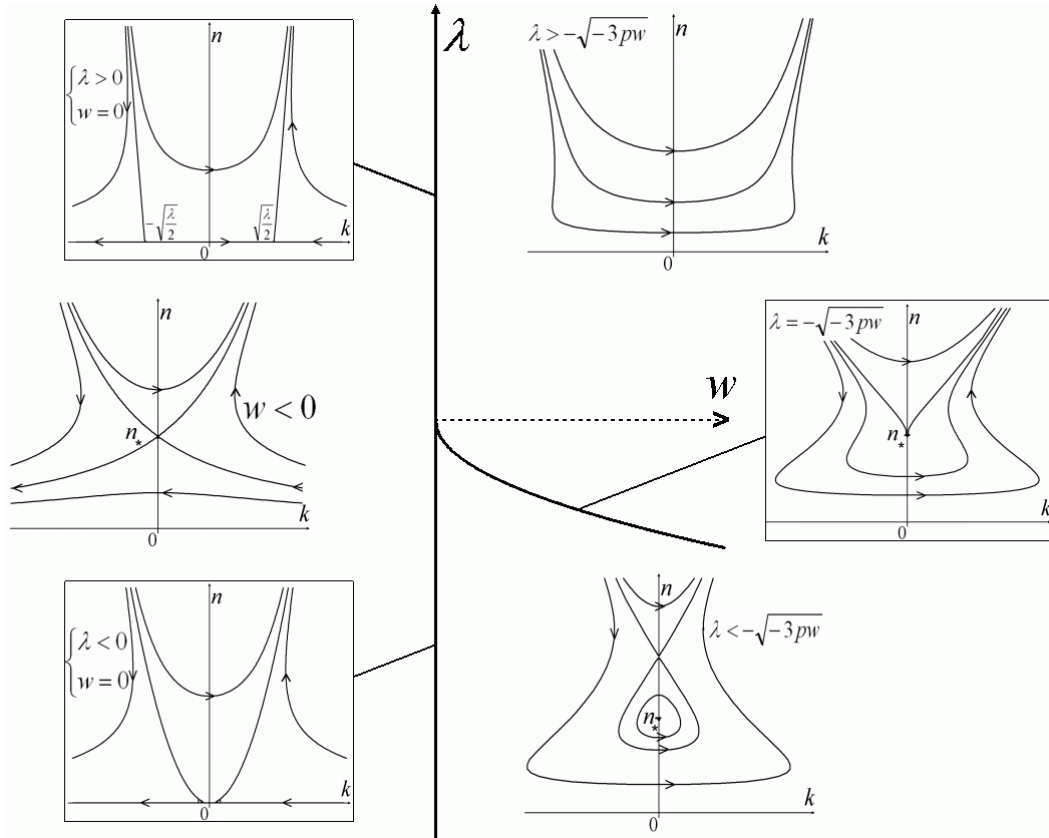 λ
n
{λ > 0
w = 0
-√(λ/2)
√(λ/2)
k
0
λ > -√(-3pw)
n
k
0
n
w < 0
n*
k
0
w
λ = -√(-3pw)
n
n*
k
0
n
{λ < 0
w = 0
k
0
n
λ < -√(-3pw)
n*
k
0